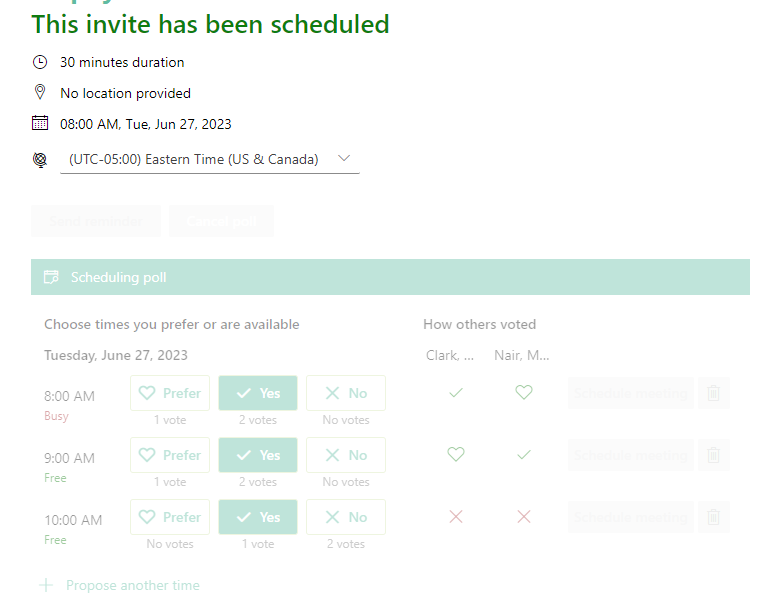 This invite has been scheduled
30 minutes duration
No location provided
08:00 AM, Tue, Jun 27, 2023
(UTC-05:00) Eastern Time (US & Canada)
Send reminder Cancel poll
Scheduling poll
Choose times you prefer or are available How others voted
Tuesday, June 27, 2023 Clark, ... Nair, M...
8:00 AM Prefer Yes No Schedule meeting
Busy 1 vote 2 votes No votes
9:00 AM Prefer Yes No Schedule meeting
Free 1 vote 2 votes No votes
10:00 AM Prefer Yes No Schedule meeting
Free No votes 1 vote 2 votes
Propose another time